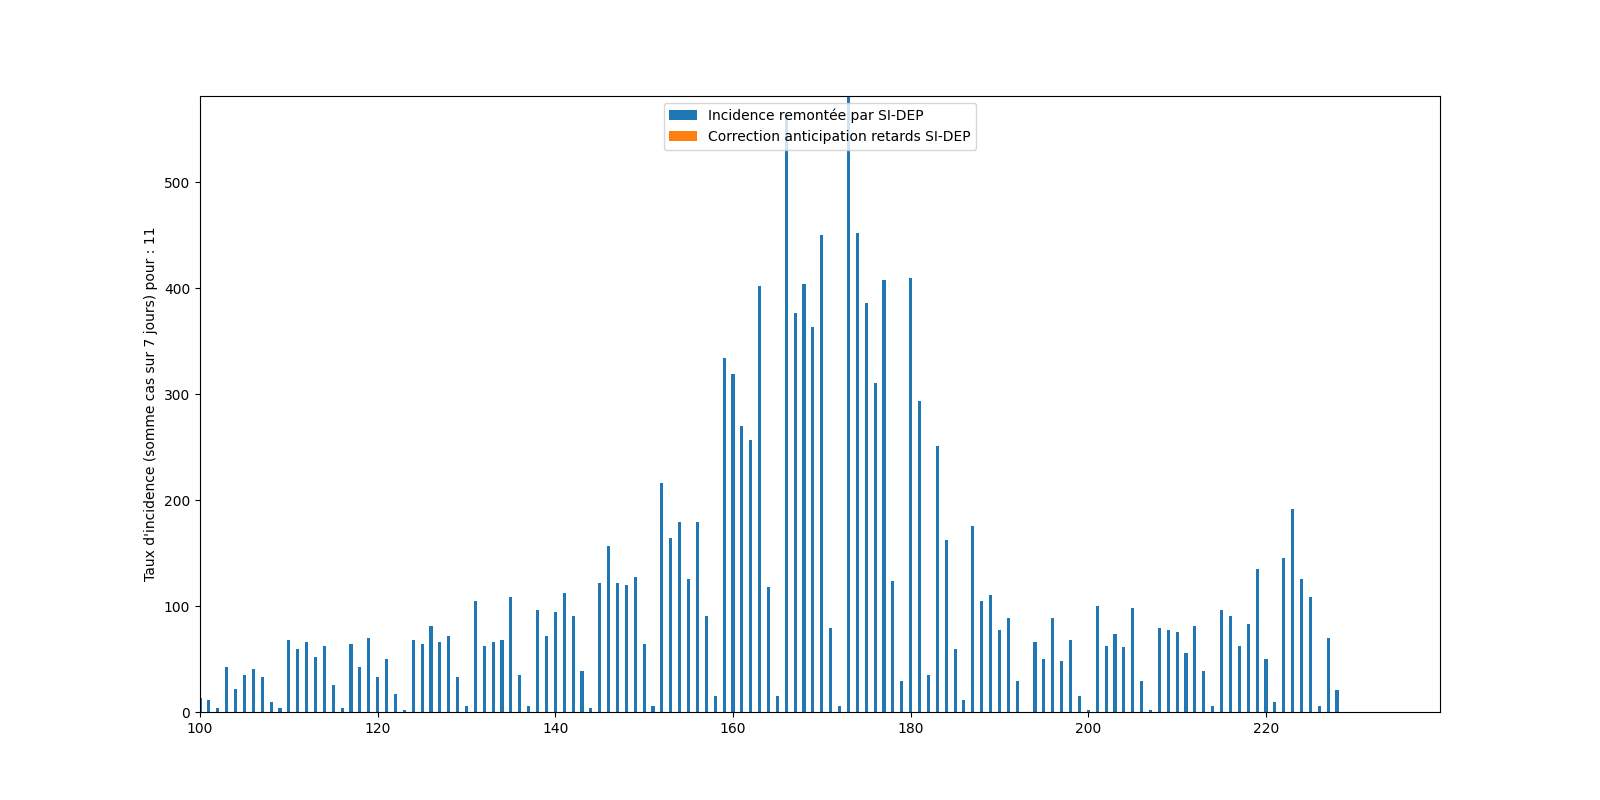 Incidence remontée par SI-DEP
Correction anticipation retards SI-DEP
Taux d'incidence (somme cas sur 7 jours) pour : 11
500
400
300
200
100
0
100 120 140 160 180 200 220